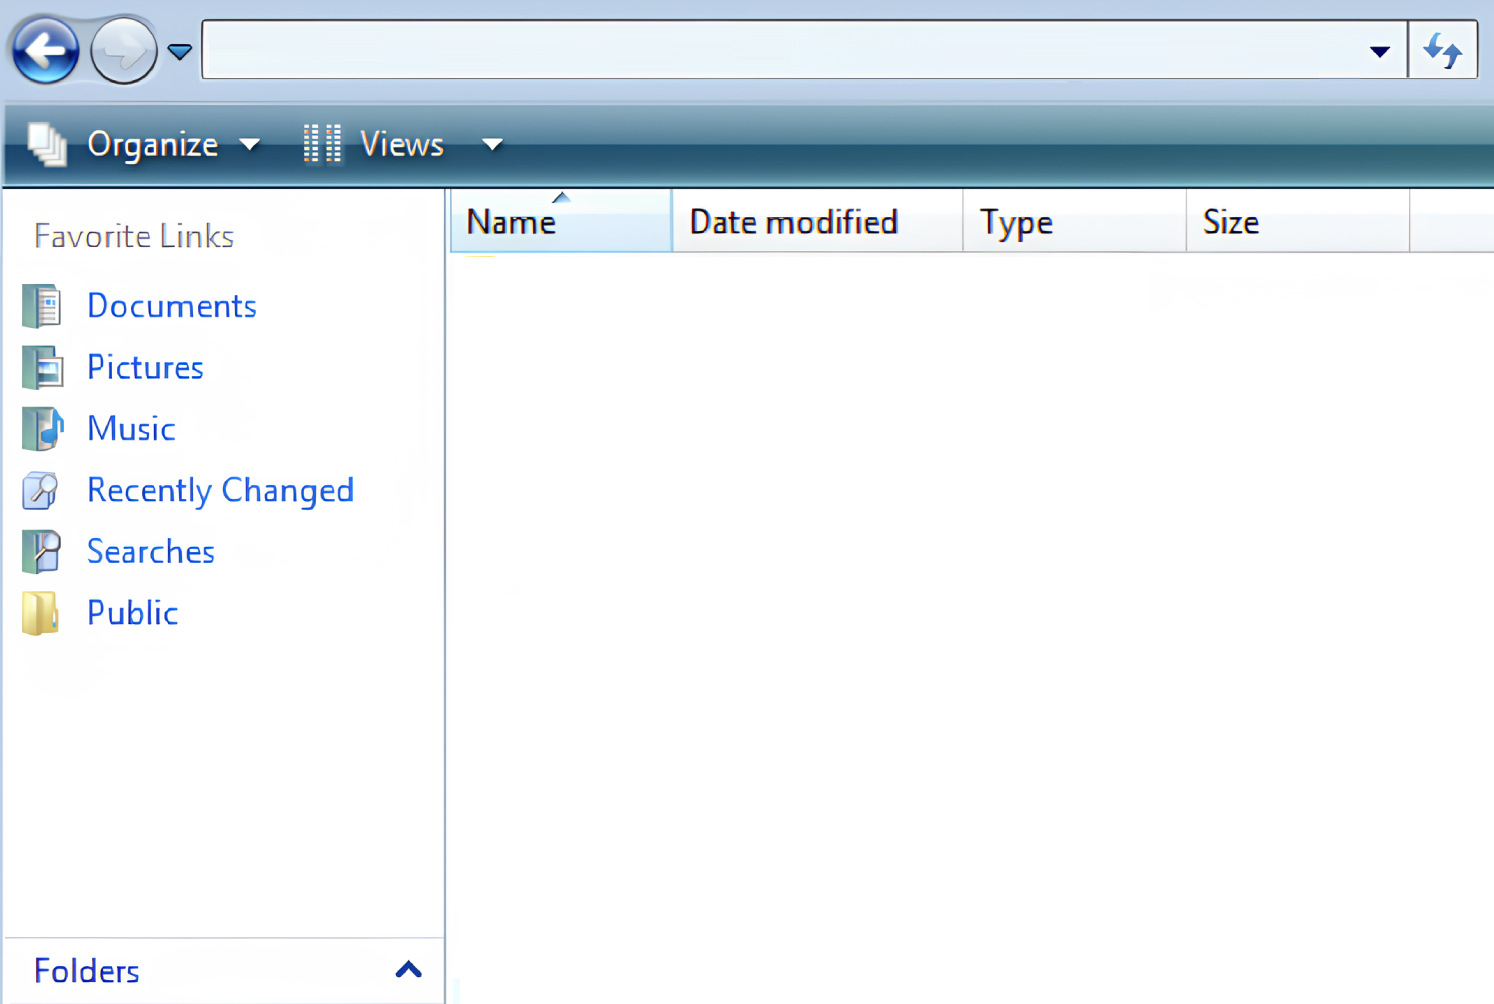 Organize Views
Name Date modified Type Size
Favorite Links
Documents
Pictures
Music
Recently Changed
Searches
Public
Folders